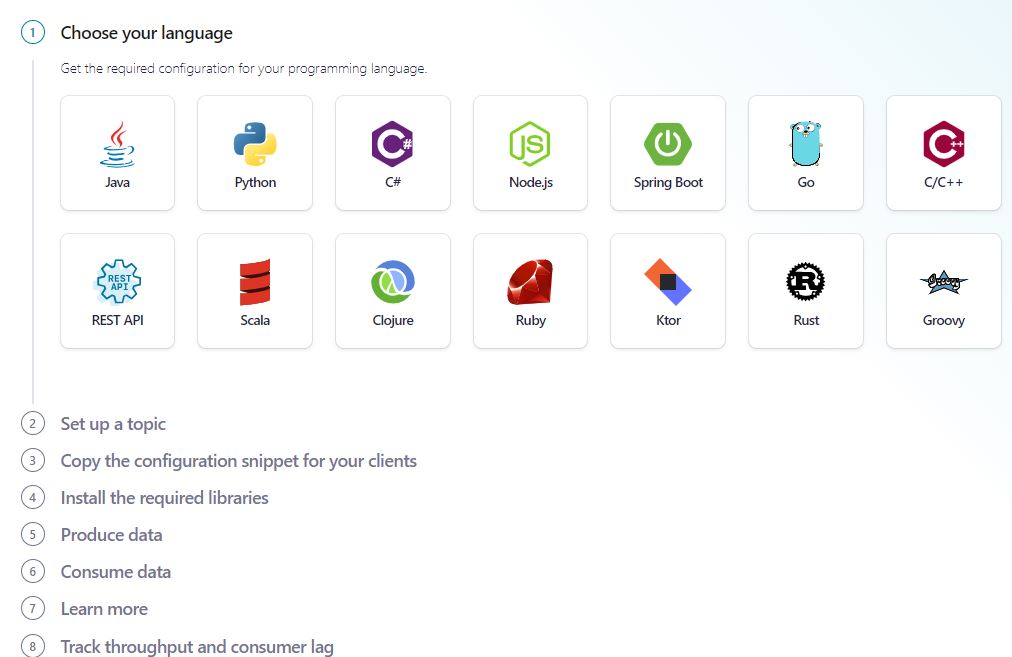 1 Choose your language
Get the required configuration for your programming language.
Java Python C# Node.js Spring Boot Go C/C++
REST API Scala Clojure Ruby Ktor Rust Groovy
2 Set up a topic
3 Copy the configuration snippet for your clients
4 Install the required libraries
5 Produce data
6 Consume data
7 Learn more
8 Track throughput and consumer lag